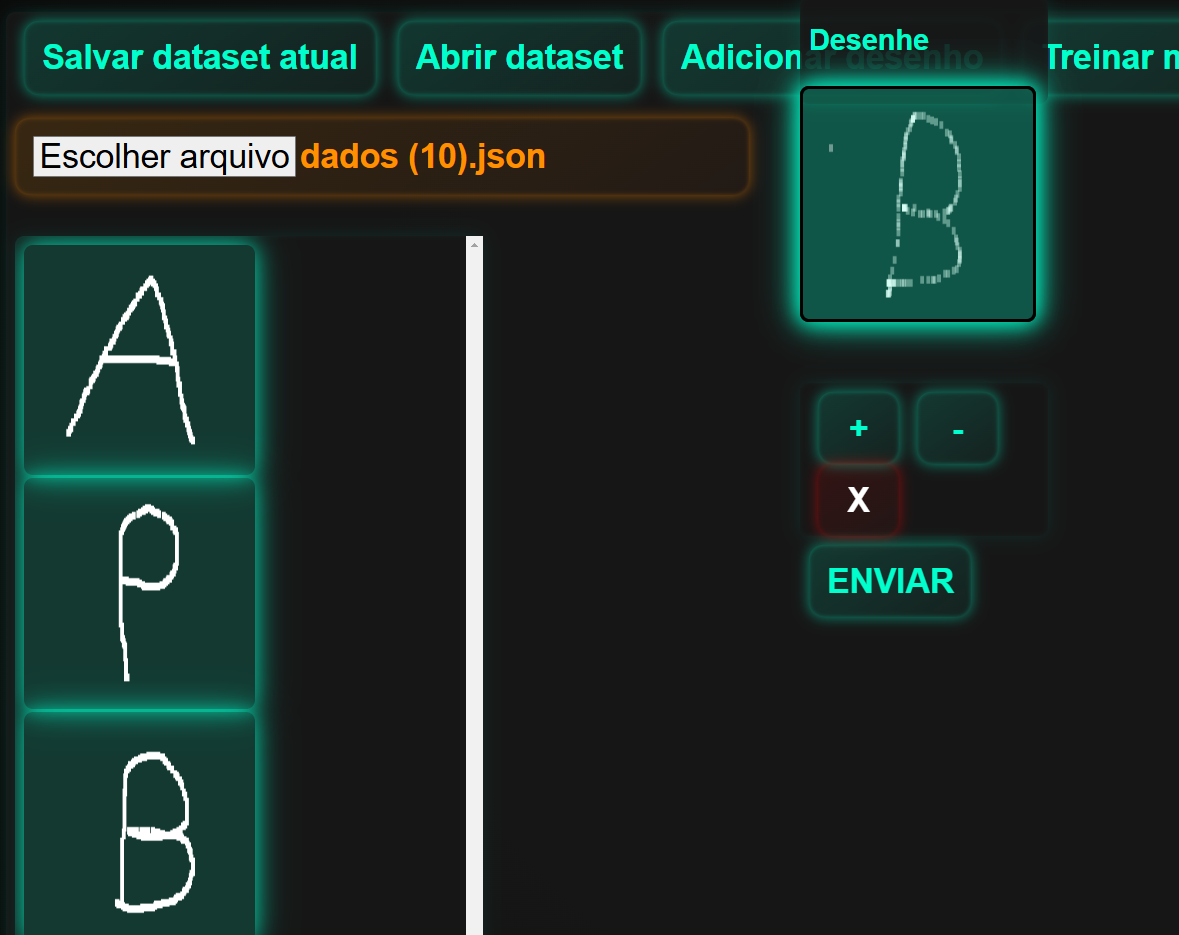 Salvar dataset atual
Abrir dataset
Adicionar desenho
Treinar
Desenhe
Escolher arquivo dados (10).json
B
A
P
B
+
-
X
ENVIAR